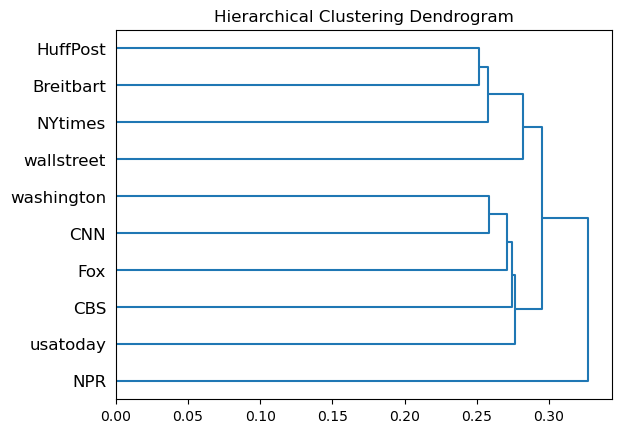 Hierarchical Clustering Dendrogram
HuffPost
Breitbart
NYtimes
wallstreet
washington
CNN
Fox
CBS
usatoday
NPR
0.00 0.05 0.10 0.15 0.20 0.25 0.30